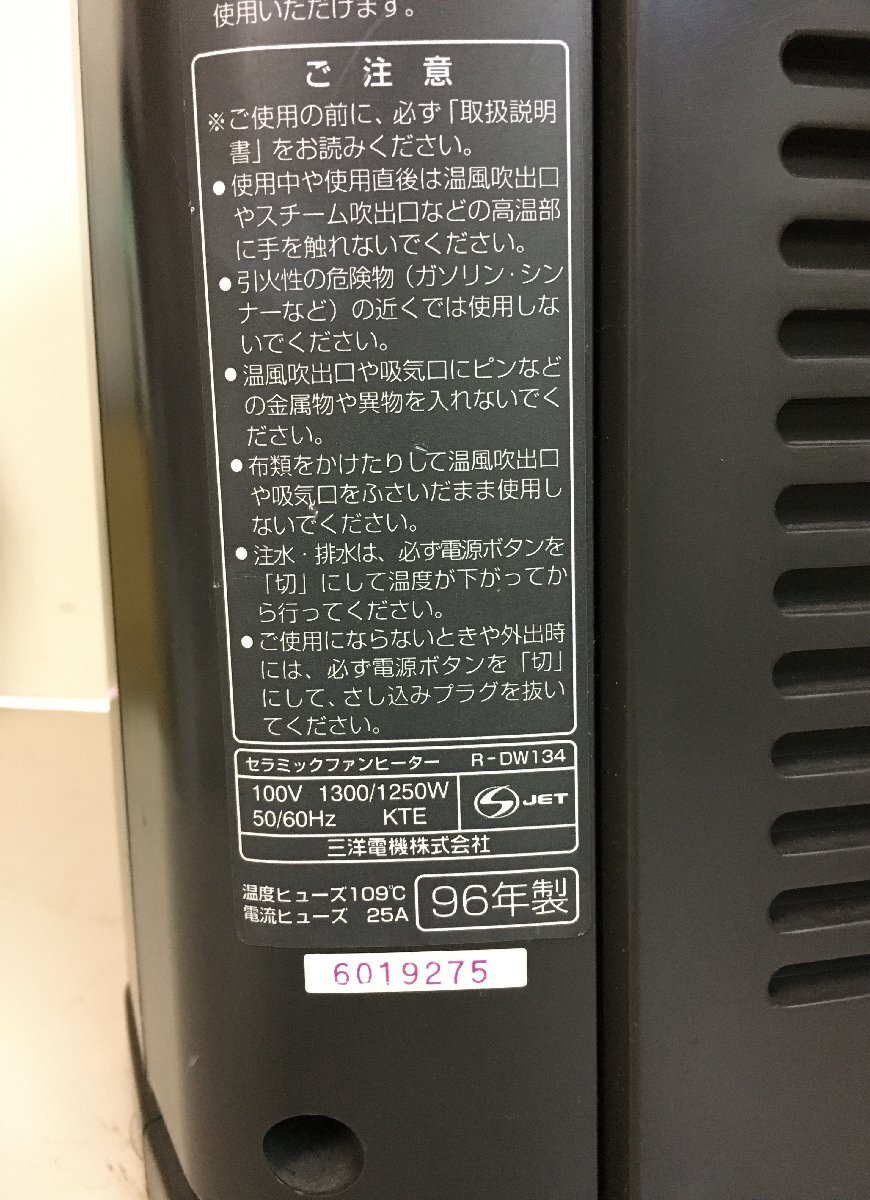 使用いただけます。
ご注意
※ご使用の前に、必ず「取扱説明
書」をお読みください。
●使用中や使用直後は温風吹出口
やスチーム吹出口などの高温部
に手を触れないでください。
●引火性の危険物（ガソリン・シン
ナーなど）の近くでは使用しな
いでください。
●温風吹出口や吸気口にピンなど
の金属物や異物を入れないでく
ださい。
●布類をかけたりして温風吹出口
や吸気口をふさいだまま使用し
ないでください。
●注水・排水は、必ず電源ボタンを
「切」にして温度が下がってか
ら行ってください。
●ご使用にならないときや外出時
には、必ず電源ボタンを「切」
にして、さし込みプラグを抜い
てください。
セラミックファンヒーター R-DW134
100V 1300/1250W
50/60Hz KTE
S JET
三洋電機株式会社
温度ヒューズ109℃
電流ヒューズ 25A
96年製
6019275